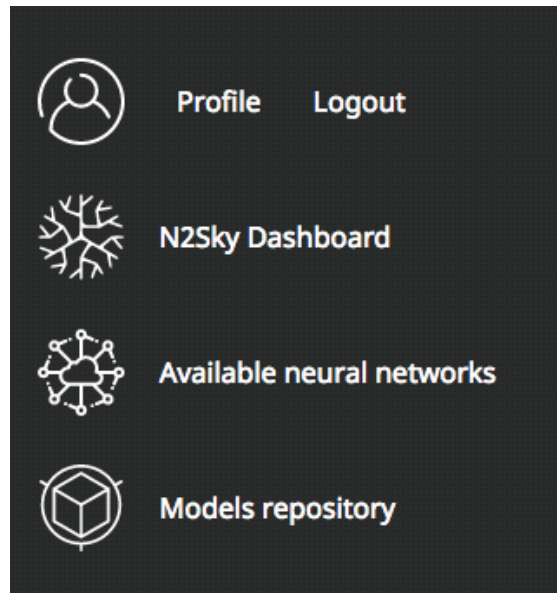 Profile Logout
N2Sky Dashboard
Available neural networks
Models repository